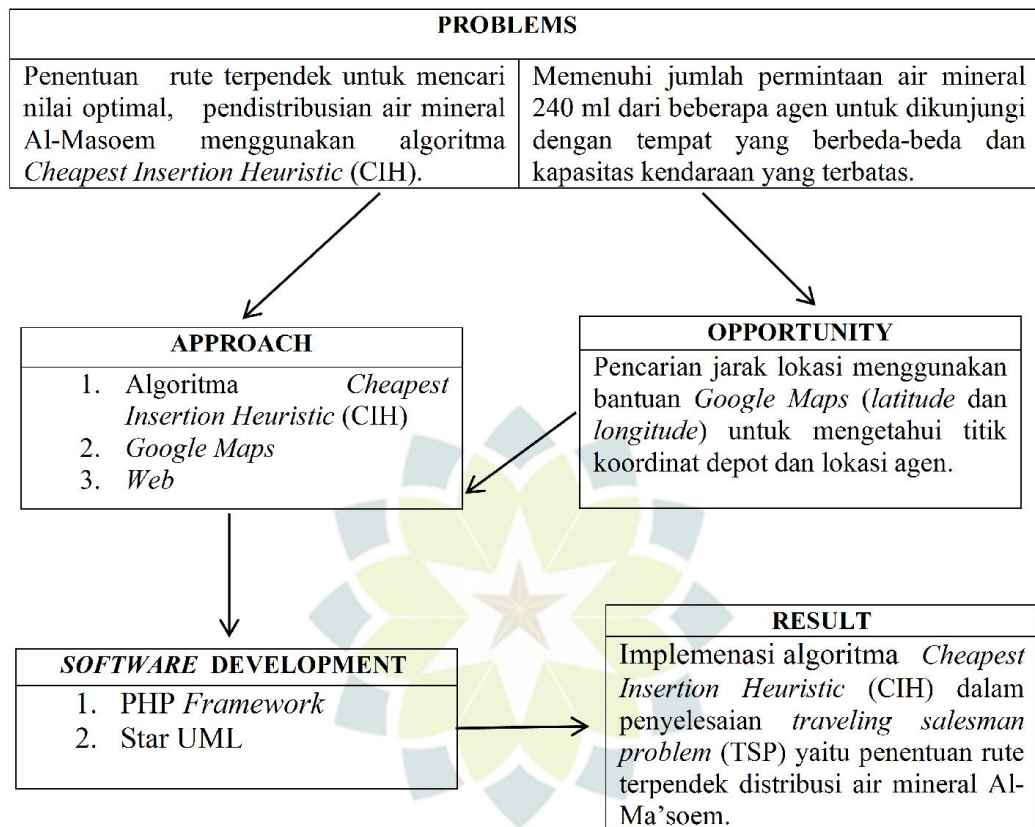 PROBLEMS
Penentuan rute terpendek untuk mencari
nilai optimal, pendistribusian air mineral
Al-Masoem menggunakan algoritma
Cheapest Insertion Heuristic (CIH).
Memenuhi jumlah permintaan air mineral
240 ml dari beberapa agen untuk dikunjungi
dengan tempat yang berbeda-beda dan
kapasitas kendaraan yang terbatas.
APPROACH
1. Algoritma Cheapest
Insertion Heuristic (CIH)
2. Google Maps
3. Web
OPPORTUNITY
Pencarian jarak lokasi menggunakan
bantuan Google Maps (latitude dan
longitude) untuk mengetahui titik
koordinat depot dan lokasi agen.
SOFTWARE DEVELOPMENT
1. PHP Framework
2. Star UML
RESULT
Implemenasi algoritma Cheapest
Insertion Heuristic (CIH) dalam
penyelesaian traveling salesman
problem (TSP) yaitu penentuan rute
terpendek distribusi air mineral Al-
Ma’soem.